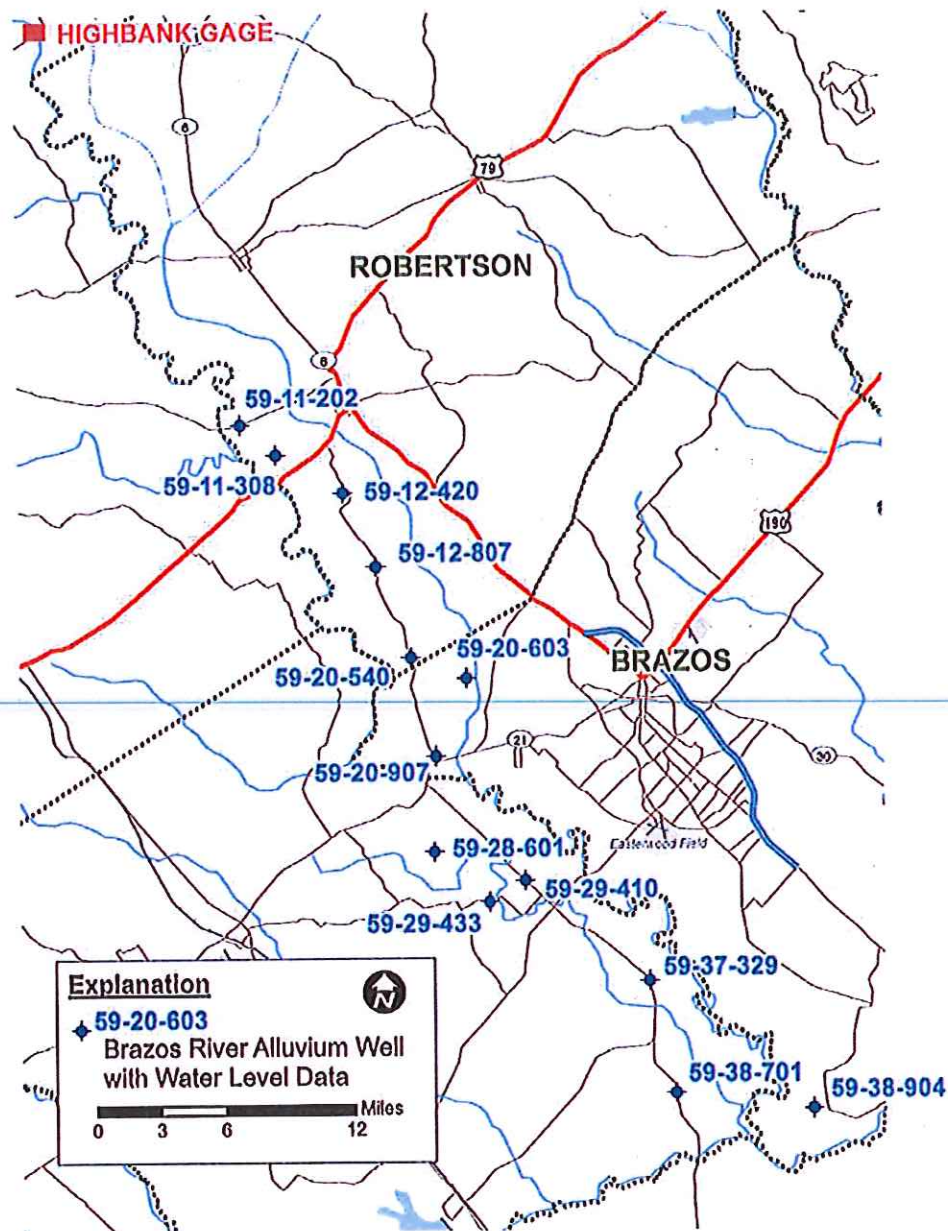 HIGHBANK GAGE
6
79
ROBERTSON
6
59-11-202
59-11-308
59-12-420
59-12-807
190
59-20-603
BRAZOS
59-20-540
21
30
59-20-907
Easterwood Field
59-28-601
59-29-410
59-29-433
59-37-329
59-38-701
59-38-904
Explanation
N
59-20-603
Brazos River Alluvium Well
with Water Level Data
Miles
0 3 6 12